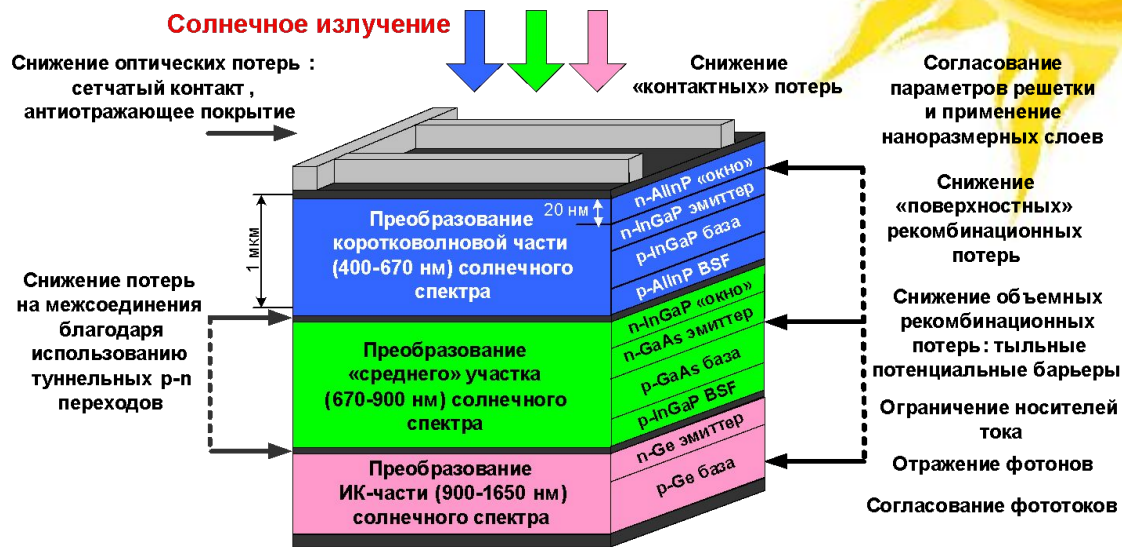 Солнечное излучение
Снижение оптических потерь :
сетчатый контакт ,
антиотражающее покрытие
Снижение
«контактных» потерь
Согласование
параметров решетки
и применение
наноразмерных слоев
Снижение
«поверхностных»
рекомбинационных
потерь
Снижение объемных
рекомбинационных
потерь: тыльные
потенциальные барьеры
Ограничение носителей
тока
Отражение фотонов
Согласование фототоков
Снижение потерь
на межсоединения
благодаря
использованию
туннельных p-n
переходов
1 мкм
20 нм
Преобразование
коротковолновой части
(400-670 нм) солнечного
спектра
n-AlInP «окно»
n-InGaP эмиттер
p-InGaP база
p-AlInP BSF
Преобразование
«среднего» участка
(670-900 нм) солнечного
спектра
n-InGaP «окно»
n-GaAs эмиттер
p-GaAs база
p-InGaP BSF
Преобразование
ИК-части (900-1650 нм)
солнечного спектра
n-Ge эмиттер
p-Ge база